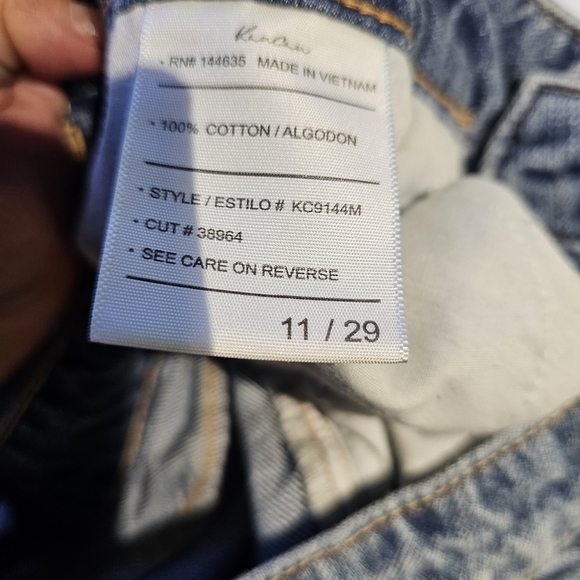 KanCan
• RN# 144635 MADE IN VIETNAM
• 100% COTTON / ALGODON
• STYLE / ESTILO # KC9144M
• CUT # 38964
• SEE CARE ON REVERSE
11 / 29